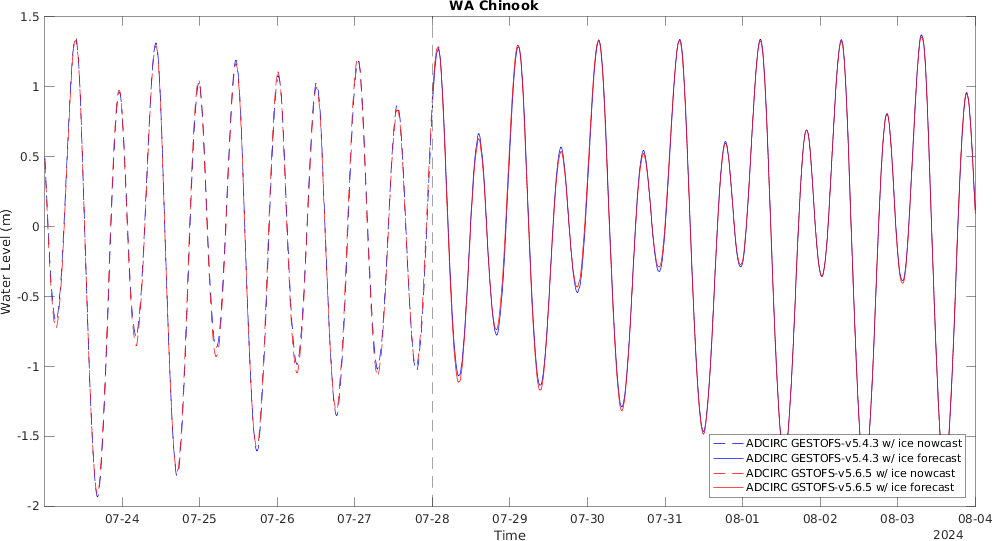 WA Chinook
1.5
1
0.5
0
-0.5
-1
-1.5
-2
Water Level (m)
07-24 07-25 07-26 07-27 07-28 07-29 07-30 07-31 08-01 08-02 08-03 08-04
Time
2024
ADCIRC GESTOFS-v5.4.3 w/ ice nowcast
ADCIRC GESTOFS-v5.4.3 w/ ice forecast
ADCIRC GSTOFS-v5.6.5 w/ ice nowcast
ADCIRC GSTOFS-v5.6.5 w/ ice forecast